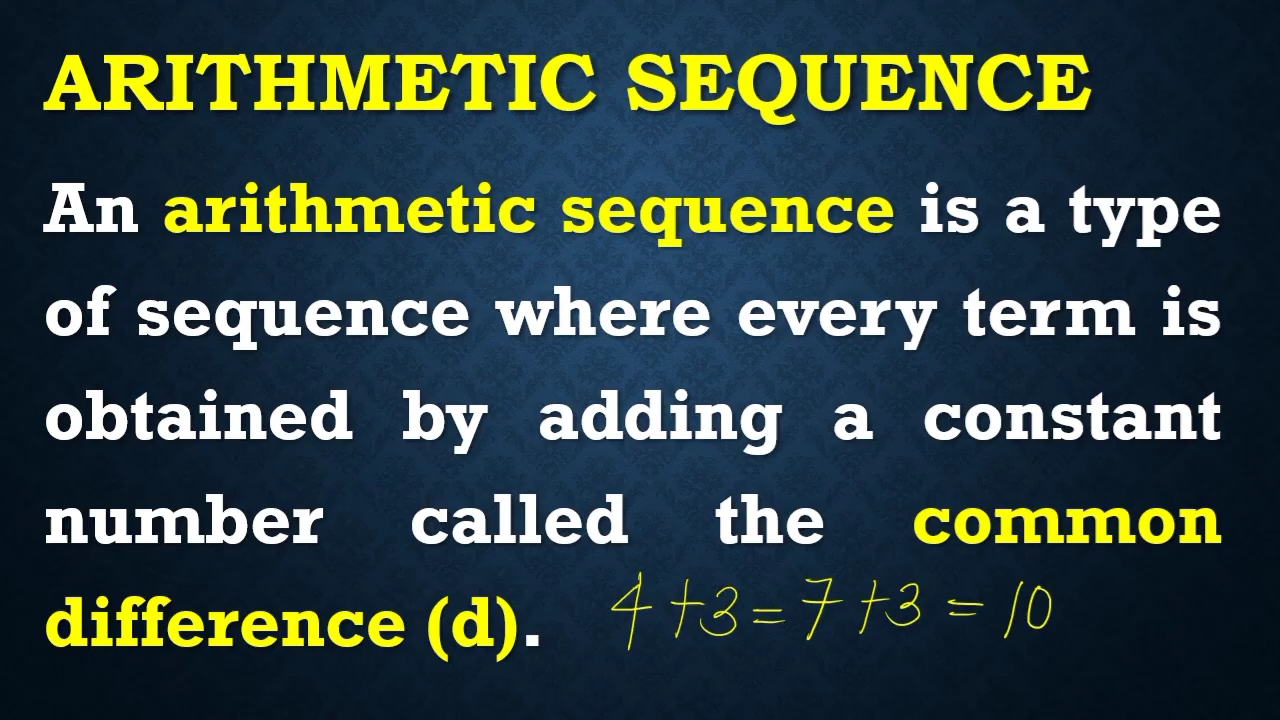 ARITHMETIC SEQUENCE
An arithmetic sequence is a type
of sequence where every term is
obtained by adding a constant
number called the common
difference (d). 4+3=7+3=10